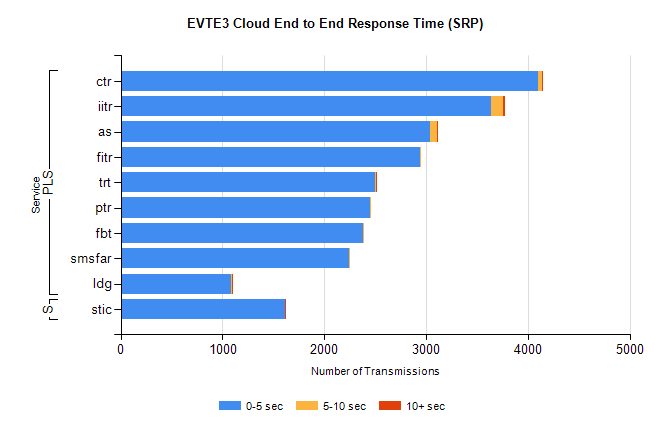 EVTE3 Cloud End to End Response Time (SRP)
ctr
iitr
as
fitr
trt
ptr
fbt
smsfar
ldg
stic
Service
PLS
LS
0 1000 2000 3000 4000 5000
Number of Transmissions
0-5 sec 5-10 sec 10+ sec